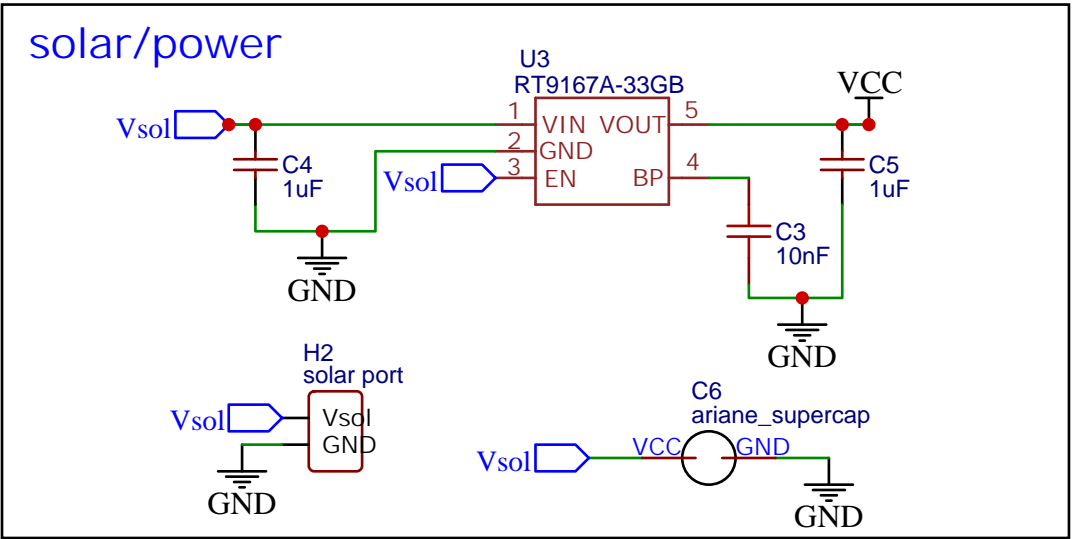 solar/power
U3
RT9167A-33GB
VCC
Vsol
1
VIN
VOUT
5
2
GND
Vsol
3
EN
BP
4
C4
1uF
C5
1uF
C3
10nF
GND
GND
H2
solar port
Vsol
Vsol
GND
GND
C6
ariane_supercap
Vsol
VCC
GND
GND